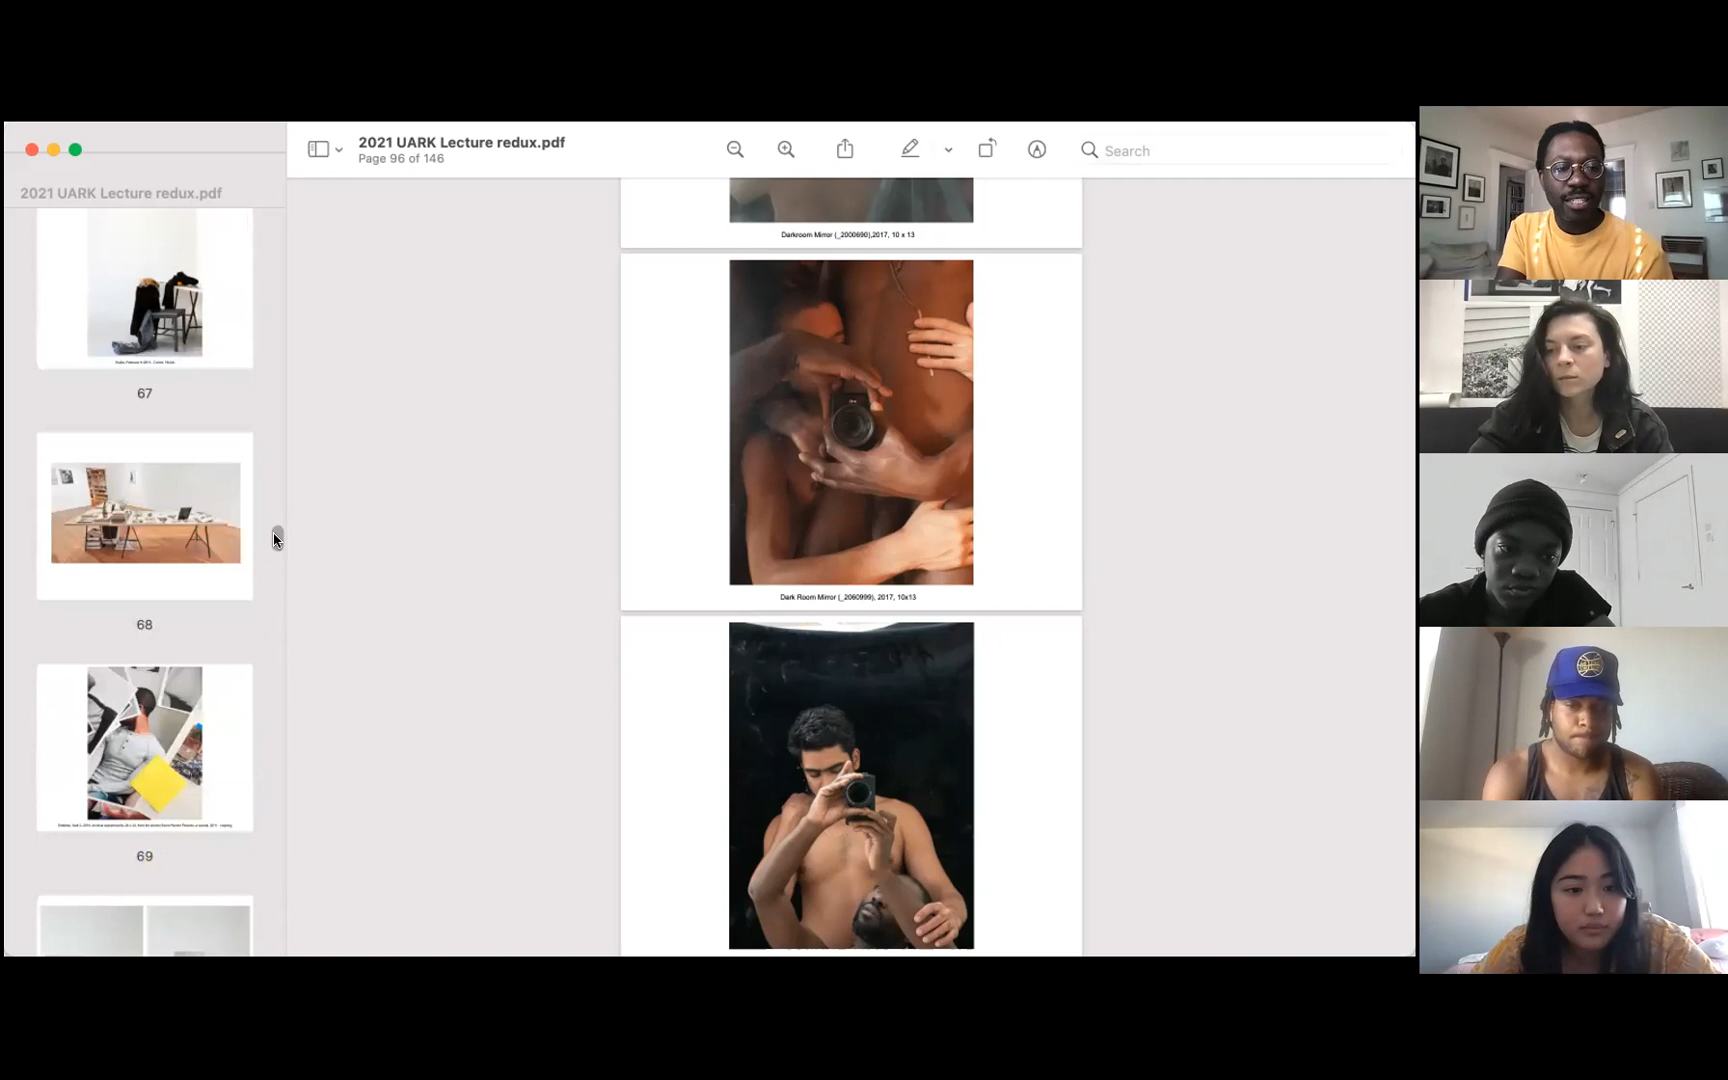 2021 UARK Lecture redux.pdf
67
68
69
2021 UARK Lecture redux.pdf
Page 96 of 146
Search
Darkroom Mirror (_2000690),2017, 10 x 13
Dark Room Mirror (_2060999), 2017, 10x13